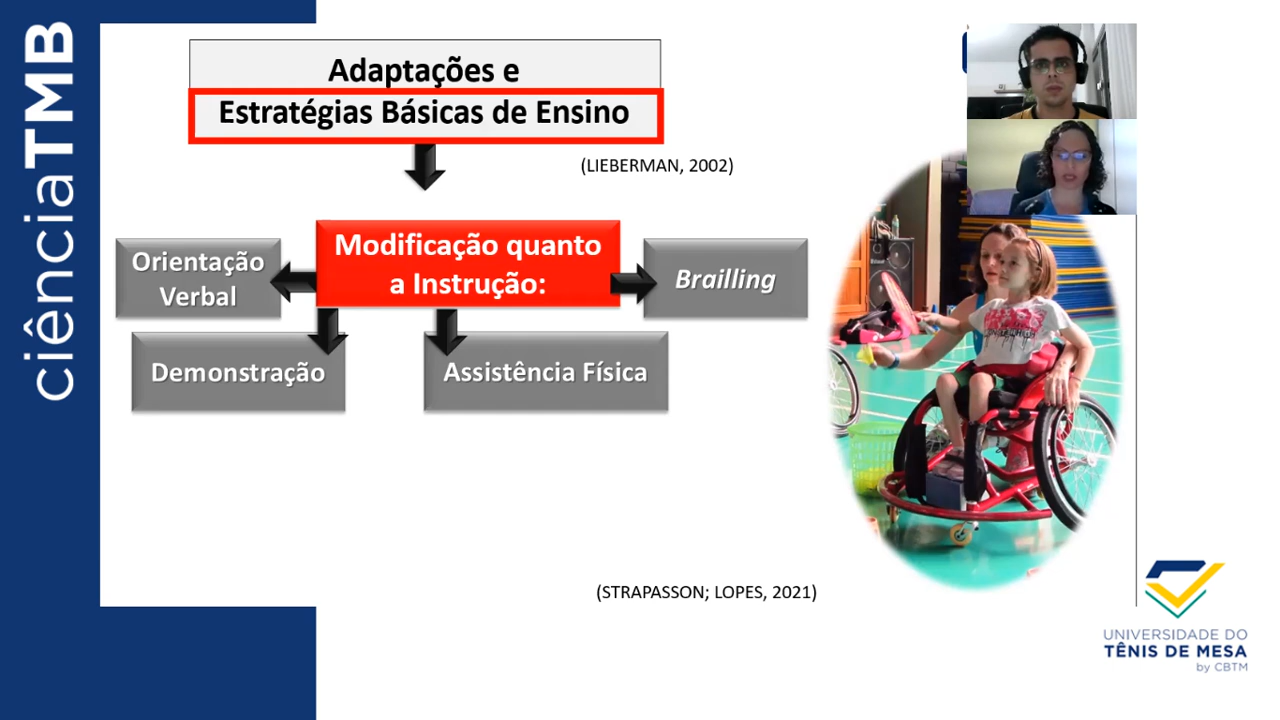 ciênciaTMB
Adaptações e
Estratégias Básicas de Ensino
(LIEBERMAN, 2002)
Modificação quanto
a Instrução:
Orientação
Verbal
Brailling
Demonstração
Assistência Física
(STRAPASSON; LOPES, 2021)
UNIVERSIDADE DO
TÊNIS DE MESA
by CBTM